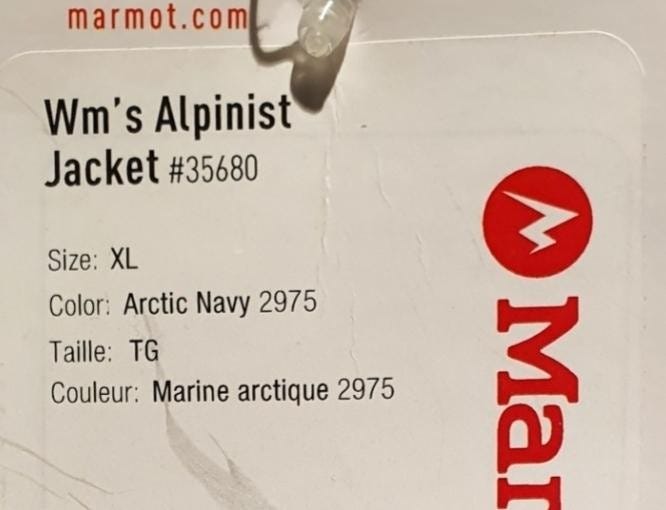 marmot.com
Wm's Alpinist
Jacket #35680
Size: XL
Color: Arctic Navy 2975
Taille: TG
Couleur: Marine arctique 2975
Mar